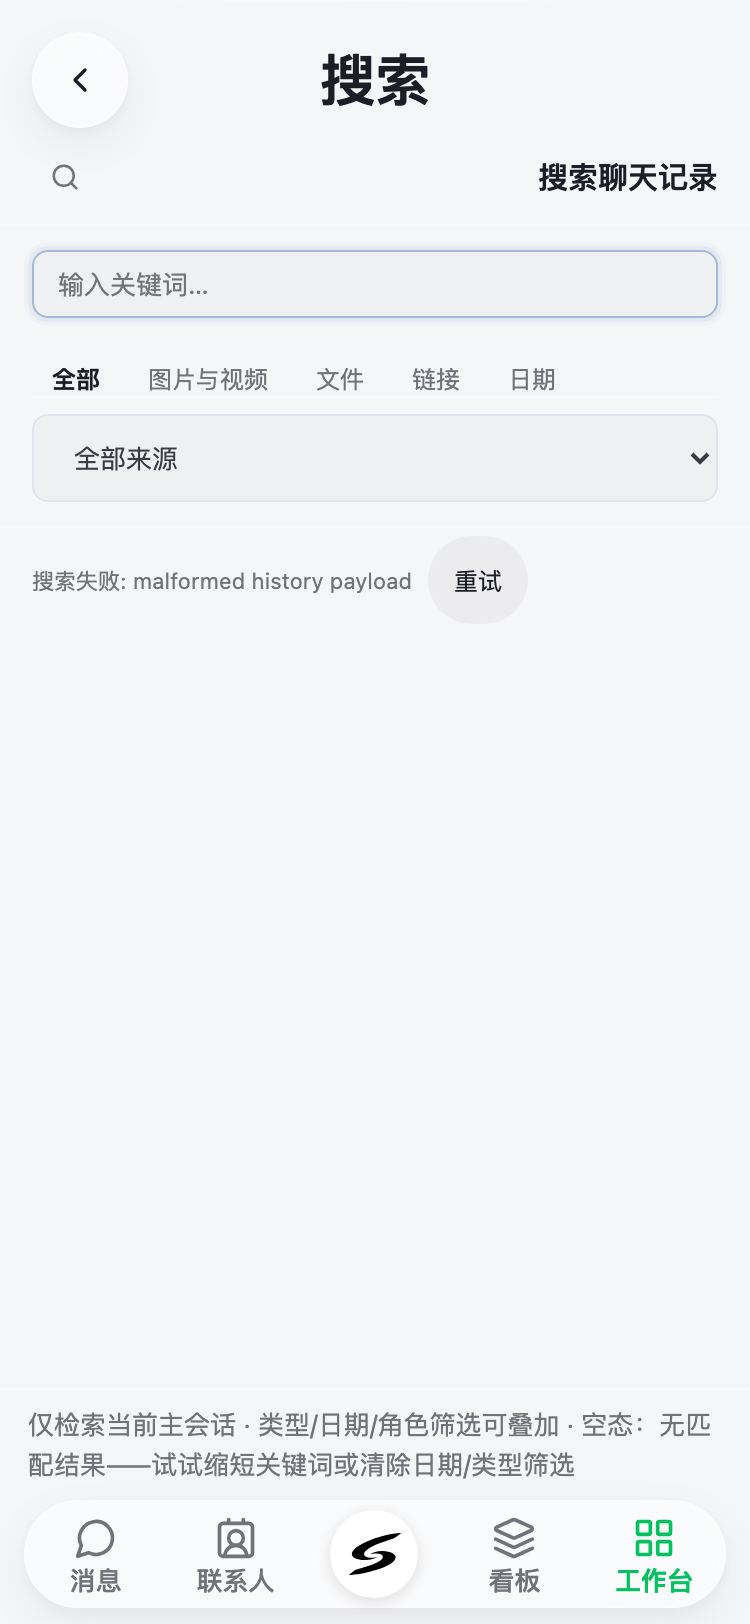 搜索
搜索聊天记录
输入关键词...
全部 图片与视频 文件 链接 日期
全部来源
搜索失败: malformed history payload 重试
仅检索当前主会话 · 类型/日期/角色筛选可叠加 · 空态：无匹
配结果——试试缩短关键词或清除日期/类型筛选
消息 联系人 看板 工作台